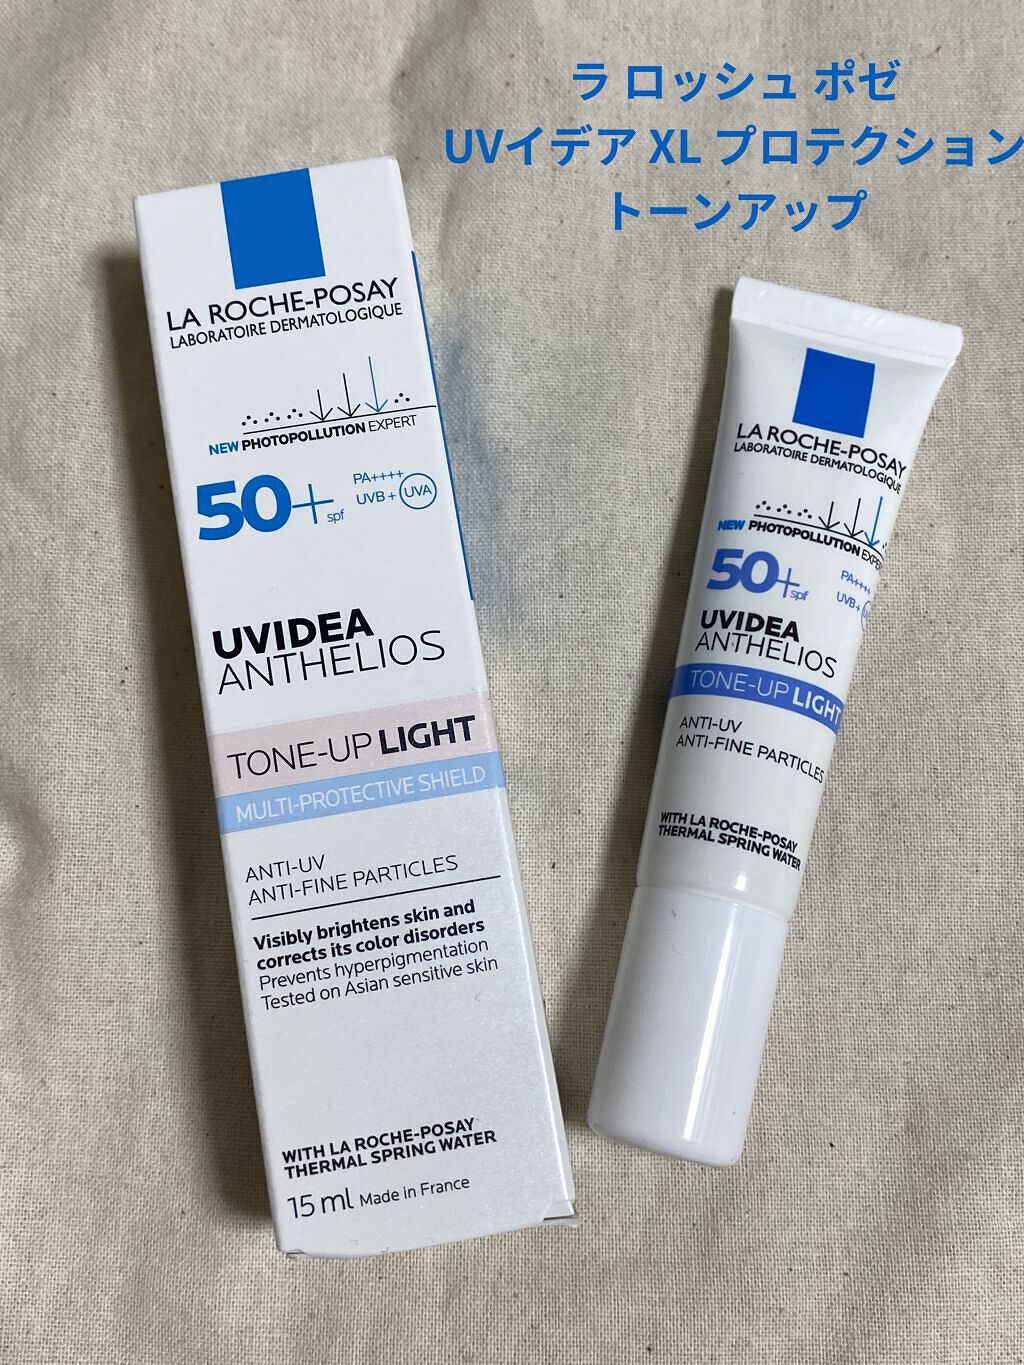 ラ ロッシュ ポゼ
UVイデア XL プロテクション
トーンアップ
LA ROCHE-POSAY
LABORATOIRE DERMATOLOGIQUE
NEW PHOTOPOLLUTION EXPERT
50+ spf
PA++++
UVB + UVA
UVIDEA
ANTHELIOS
TONE-UP LIGHT
MULTI-PROTECTIVE SHIELD
ANTI-UV
ANTI-FINE PARTICLES
Visibly brightens skin and
corrects its color disorders
Prevents hyperpigmentation
Tested on Asian sensitive skin
WITH LA ROCHE-POSAY
THERMAL SPRING WATER
15 ml Made in France
LA ROCHE-POSAY
LABORATOIRE DERMATOLOGIQUE
NEW PHOTOPOLLUTION
50+ spf
PA++++
UVB +
UVIDEA
ANTHELIOS
TONE-UP LIGHT
ANTI-UV
ANTI-FINE PARTICLES
WITH LA ROCHE-POSAY
THERMAL SPRING WATER